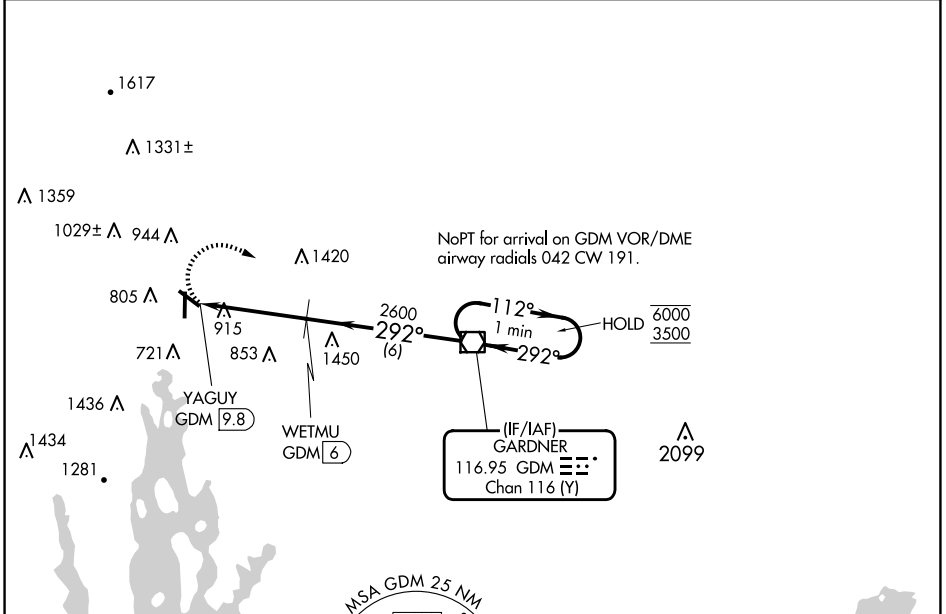 1617
1331±
1359
1029±
944
1420
NoPT for arrival on GDM VOR/DME
airway radials 042 CW 191.
805
915
2600
292°
(6)
112°
1 min
292°
HOLD
6000
3500
721
853
1450
1436
YAGUY
GDM 9.8
WETMU
GDM 6
(IF/IAF)
GARDNER
116.95 GDM
Chan 116 (Y)
2099
1434
1281
MSA GDM 25 NM